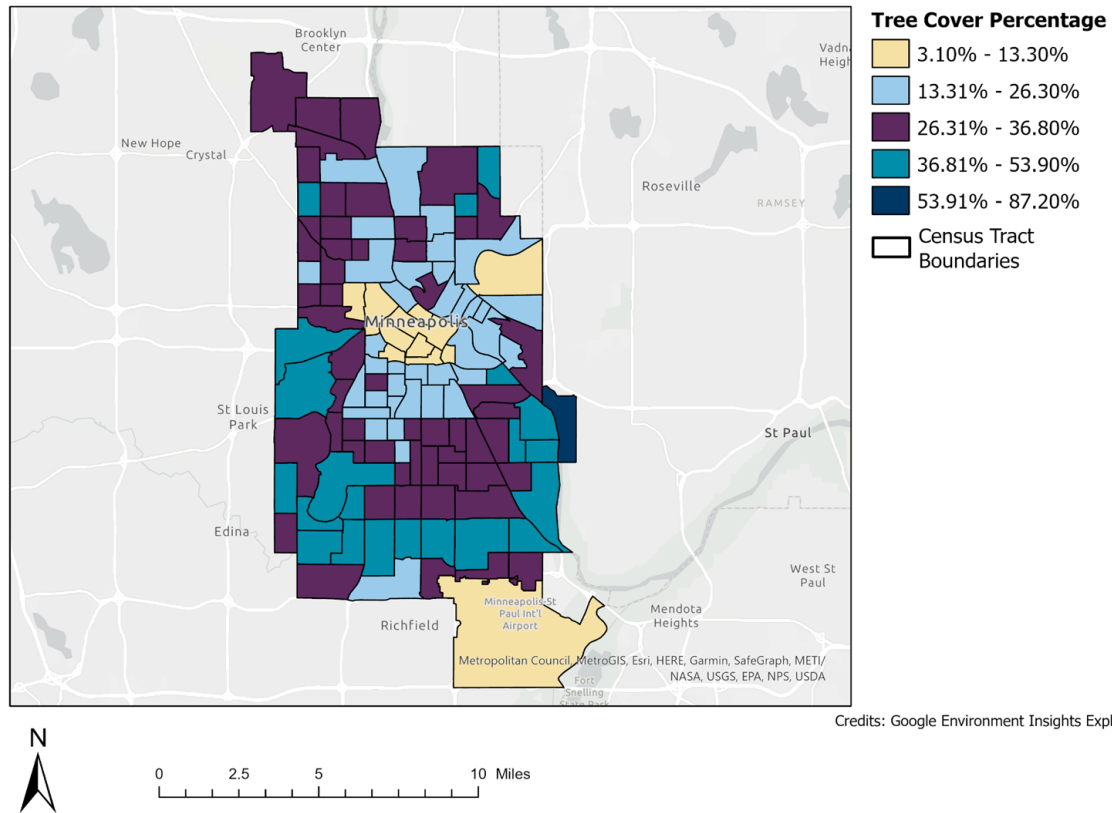 Tree Cover Percentage
3.10% - 13.30%
13.31% - 26.30%
26.31% - 36.80%
36.81% - 53.90%
53.91% - 87.20%
Census Tract
Boundaries
Brooklyn
Center
Vadn
Heigh
New Hope
Crystal
Roseville
RAMSEY
Minneapolis
St Louis
Park
St Paul
Edina
West St
Paul
Minneapolis-St
Paul Int'l
Airport
Mendota
Heights
Richfield
Metropolitan Council, MetroGIS, Esri, HERE, Garmin, SafeGraph, METI/
NASA, USGS, EPA, NPS, USDA
Fort
Snelling
State Park
Credits: Google Environment Insights Expl
N
0 2.5 5 10 Miles